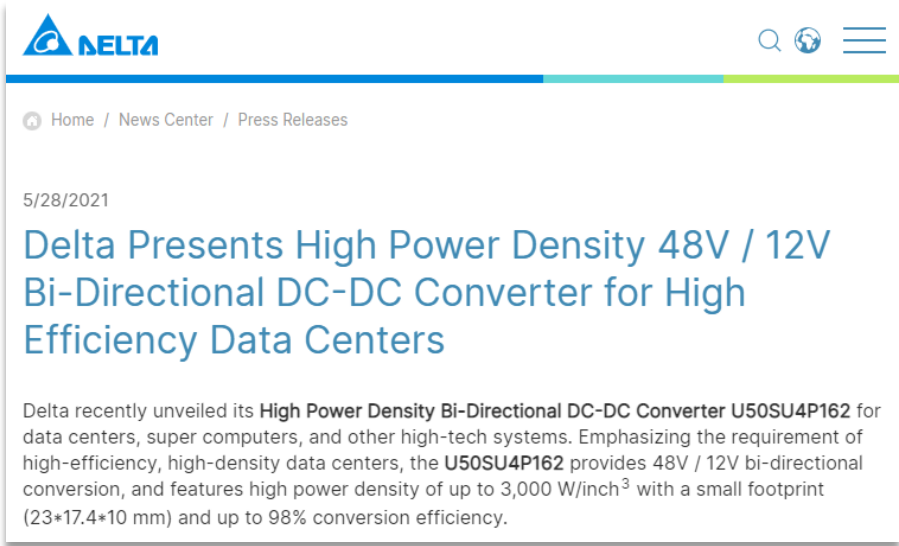 DELTA
Home / News Center / Press Releases
5/28/2021
Delta Presents High Power Density 48V / 12V
Bi-Directional DC-DC Converter for High
Efficiency Data Centers
Delta recently unveiled its High Power Density Bi-Directional DC-DC Converter U50SU4P162 for
data centers, super computers, and other high-tech systems. Emphasizing the requirement of
high-efficiency, high-density data centers, the U50SU4P162 provides 48V / 12V bi-directional
conversion, and features high power density of up to 3,000 W/inch³ with a small footprint
(23*17.4*10 mm) and up to 98% conversion efficiency.